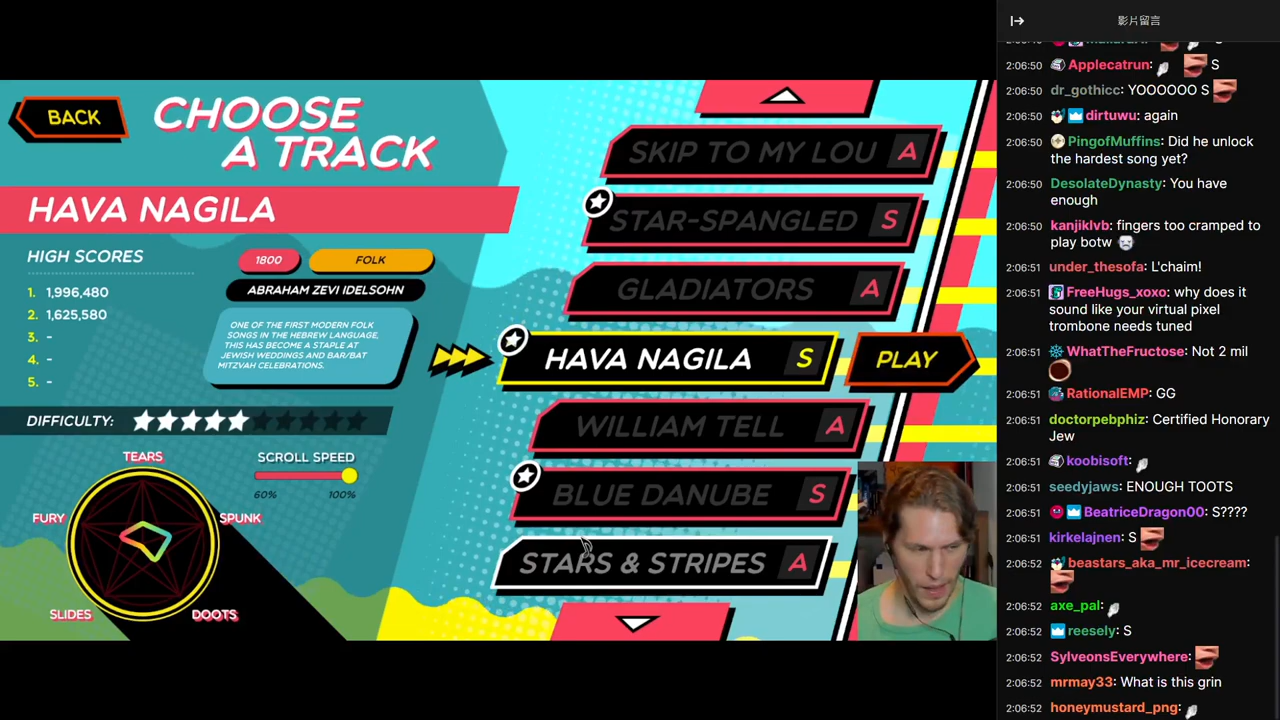 BACK
CHOOSE
A TRACK
HAVA NAGILA
HIGH SCORES
1. 1,996,480
2. 1,625,580
3. -
4. -
5. -
1800
FOLK
ABRAHAM ZEVI IDELSOHN
ONE OF THE FIRST MODERN FOLK
SONGS IN THE HEBREW LANGUAGE,
THIS HAS BECOME A STAPLE AT
JEWISH WEDDINGS AND BAR/BAT
MITZVAH CELEBRATIONS.
DIFFICULTY:
TEARS
FURY
SPUNK
SLIDES
DOOTS
SCROLL SPEED
60% 100%
SKIP TO MY LOU A
STAR-SPANGLED S
GLADIATORS A
HAVA NAGILA S
PLAY
WILLIAM TELL A
BLUE DANUBE S
STARS & STRIPES A
影片留言
2:06:50 Applecatrun: S
2:06:50 dr_gothicc: YOOOOOO S
2:06:50 dirtuwu: again
2:06:50 PingofMuffins: Did he unlock
the hardest song yet?
2:06:50 DesolateDynasty: You have
enough
2:06:50 kanjiklvb: fingers too cramped to
play botw
2:06:51 under_thesofa: L'chaim!
2:06:51 FreeHugs_xoxo: why does it
sound like your virtual pixel
trombone needs tuned
2:06:51 WhatTheFructose: Not 2 mil
2:06:51 RationalEMP: GG
2:06:51 doctorpebphiz: Certified Honorary
Jew
2:06:51 koobisoft:
2:06:51 seedyjaws: ENOUGH TOOTS
2:06:51 BeatriceDragon00: S????
2:06:51 kirkelajnen: S
2:06:52 beastars_aka_mr_icecream:
2:06:52 axe_pal:
2:06:52 reesely: S
2:06:52 SylveonsEverywhere:
2:06:52 mrmay33: What is this grin
2:06:52 honeymustard_png: